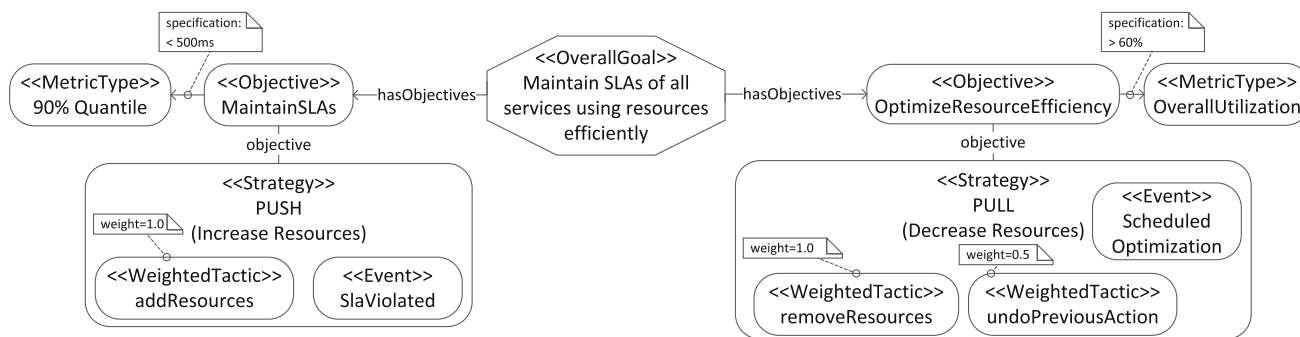 specification:
< 500ms
<<MetricType>>
90% Quantile
<<Objective>>
MaintainSLAs
hasObjectives
<<OverallGoal>>
Maintain SLAs of all
services using resources
efficiently
hasObjectives
<<Objective>>
OptimizeResourceEfficiency
specification:
> 60%
<<MetricType>>
OverallUtilization
objective
<<Strategy>>
PUSH
(Increase Resources)
weight=1.0
<<WeightedTactic>>
addResources
<<Event>>
SlaViolated
objective
<<Strategy>>
PULL
(Decrease Resources)
<<Event>>
Scheduled
Optimization
weight=1.0
<<WeightedTactic>>
removeResources
weight=0.5
<<WeightedTactic>>
undoPreviousAction